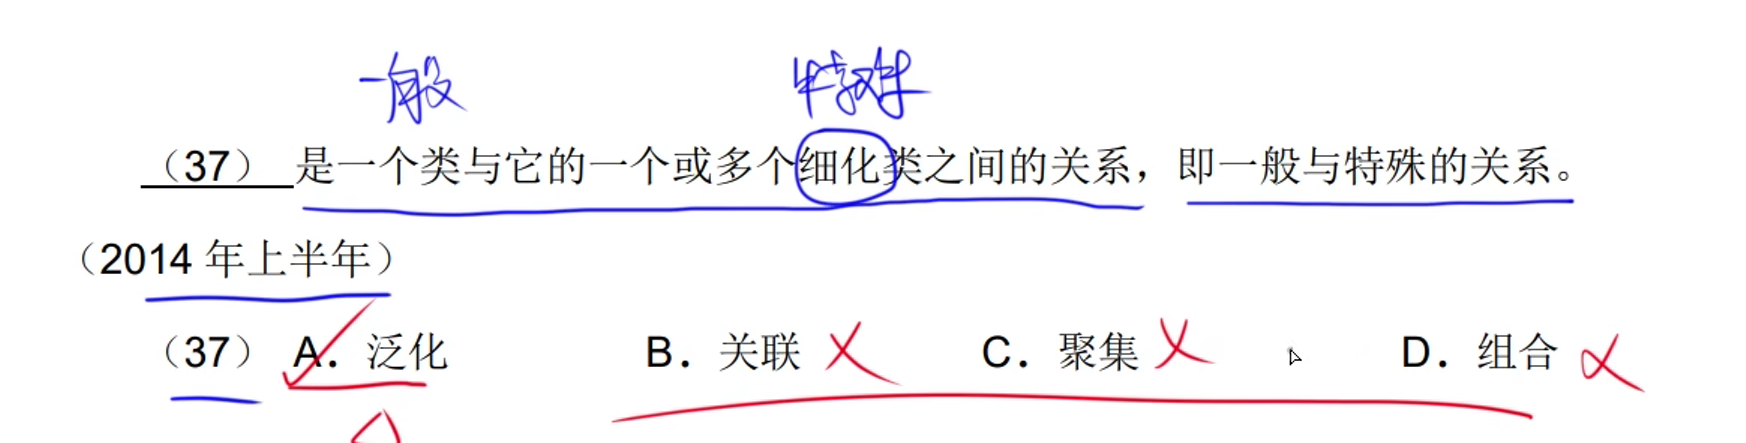 一般 特殊
（37） 是一个类与它的一个或多个细化类之间的关系，即一般与特殊的关系。
（2014 年上半年）
（37） A．泛化 B．关联 C．聚集 D．组合